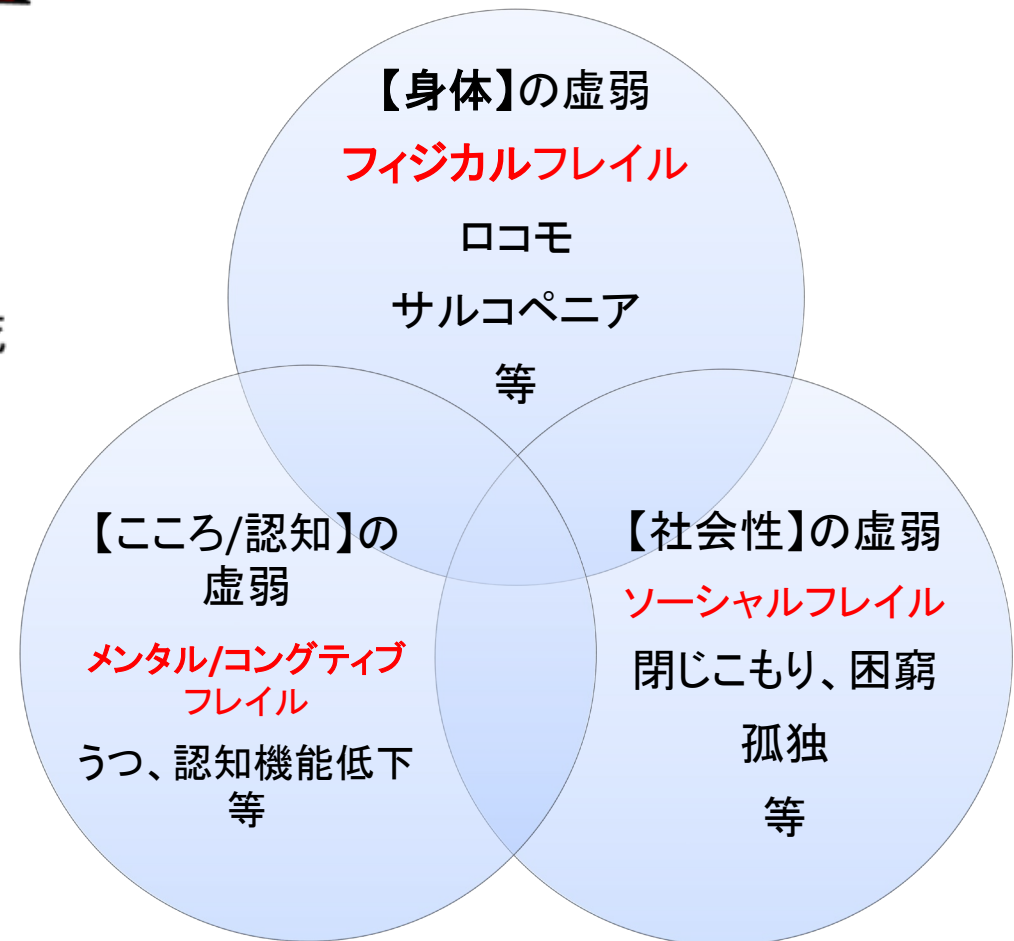 【身体】の虚弱
フィジカルフレイル
ロコモ
サルコペニア
等
【こころ/認知】の
虚弱
メンタル/コングティブ
フレイル
うつ、認知機能低下
等
【社会性】の虚弱
ソーシャルフレイル
閉じこもり、困窮
孤独
等